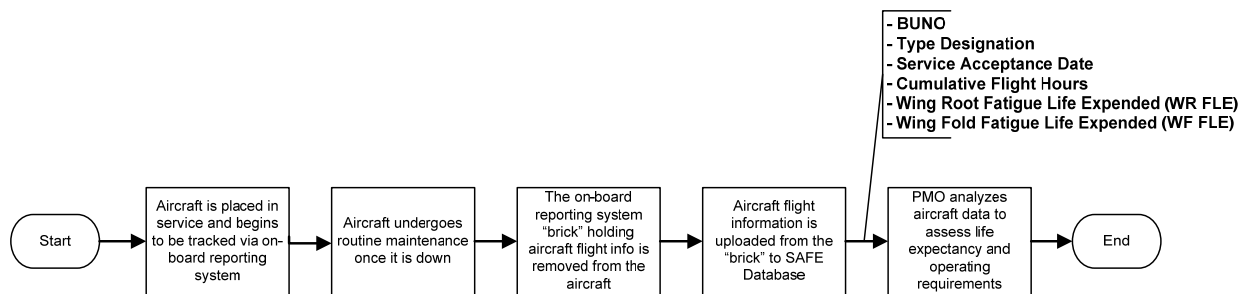 - BUNO
- Type Designation
- Service Acceptance Date
- Cumulative Flight Hours
- Wing Root Fatigue Life Expended (WR FLE)
- Wing Fold Fatigue Life Expended (WF FLE)
Start
Aircraft is placed in
service and begins
to be tracked via on-
board reporting
system
Aircraft undergoes
routine maintenance
once it is down
The on-board
reporting system
“brick” holding
aircraft flight info is
removed from the
aircraft
Aircraft flight
information is
uploaded from the
“brick” to SAFE
Database
PMO analyzes
aircraft data to
assess life
expectancy and
operating
requirements
End